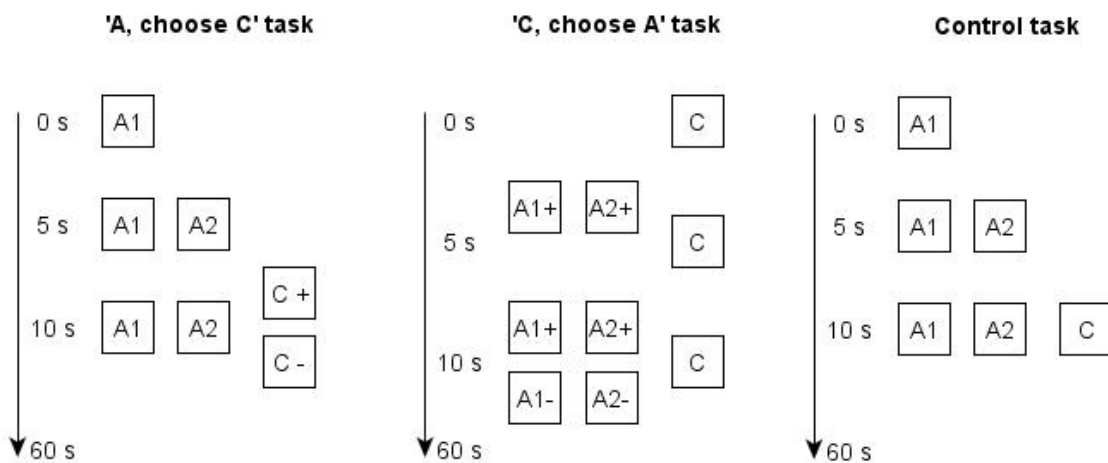 'A, choose C' task
0 s A1
5 s A1 A2
C +
10 s A1 A2
C -
60 s
'C, choose A' task
0 s C
A1+ A2+
5 s C
A1+ A2+
10 s C
A1- A2-
60 s
Control task
0 s A1
5 s A1 A2
10 s A1 A2 C
60 s